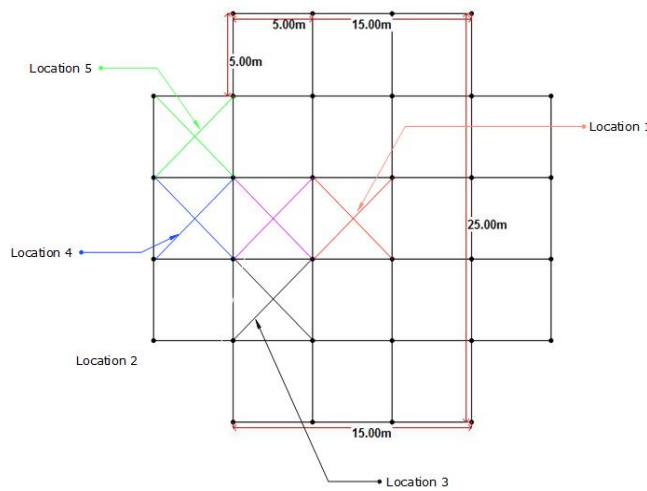 5.00m
15.00m
5.00m
Location 5
Location 1
25.00m
Location 4
Location 2
15.00m
Location 3